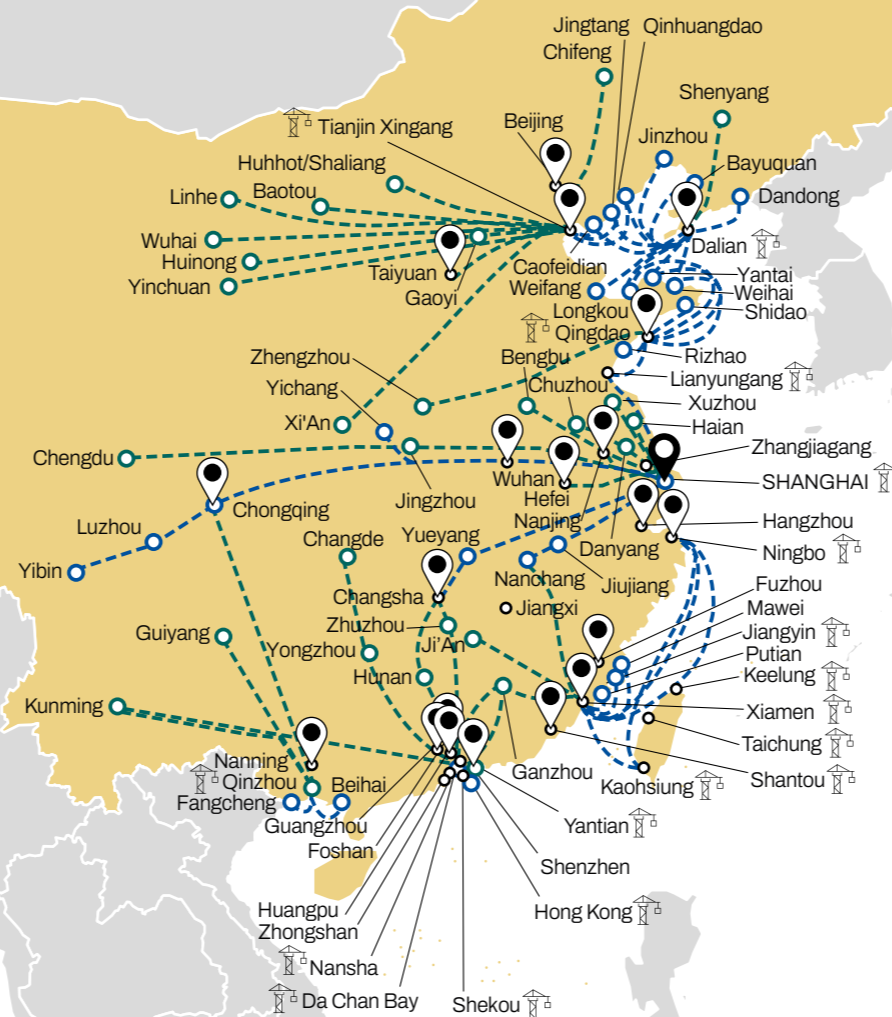 Jingtang
Qinhuangdao
Chifeng
Shenyang
Tianjin Xingang
Beijing
Jinzhou
Huhhot/Shaliang
Bayuquan
Linhe
Baotou
Dandong
Wuhai
Dalian
Huinong
Taiyuan
Caofeidian
Yantai
Yinchuan
Gaoyi
Weifang
Weihai
Longkou
Shidao
Qingdao
Zhengzhou
Bengbu
Rizhao
Yichang
Chuzhou
Lianyungang
Xi'An
Xuzhou
Haian
Chengdu
Zhangjiagang
Jingzhou
Wuhan
SHANGHAI
Hefei
Chongqing
Nanjing
Hangzhou
Luzhou
Changde
Yueyang
Danyang
Ningbo
Yibin
Nanchang
Jiujiang
Fuzhou
Changsha
Jiangxi
Mawei
Guiyang
Zhuzhou
Jiangyin
Yongzhou
Ji'An
Putian
Hunan
Keelung
Kunming
Xiamen
Taichung
Nanning
Ganzhou
Shantou
Qinzhou
Beihai
Kaohsiung
Fangcheng
Guangzhou
Yantian
Foshan
Shenzhen
Huangpu
Hong Kong
Zhongshan
Nansha
Da Chan Bay
Shekou